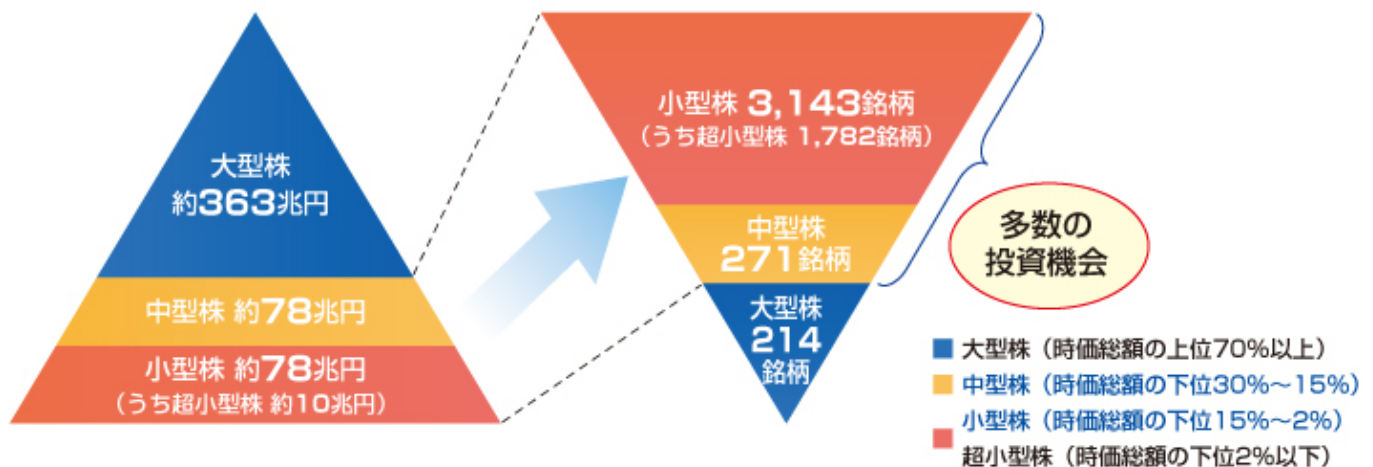 大型株
約363兆円
中型株 約78兆円
小型株 約78兆円
（うち超小型株 約10兆円）
小型株 3,143銘柄
（うち超小型株 1,782銘柄）
中型株
271銘柄
大型株
214
銘柄
多数の
投資機会
大型株（時価総額の上位70%以上）
中型株（時価総額の下位30%～15%）
小型株（時価総額の下位15%～2%）
超小型株（時価総額の下位2%以下）